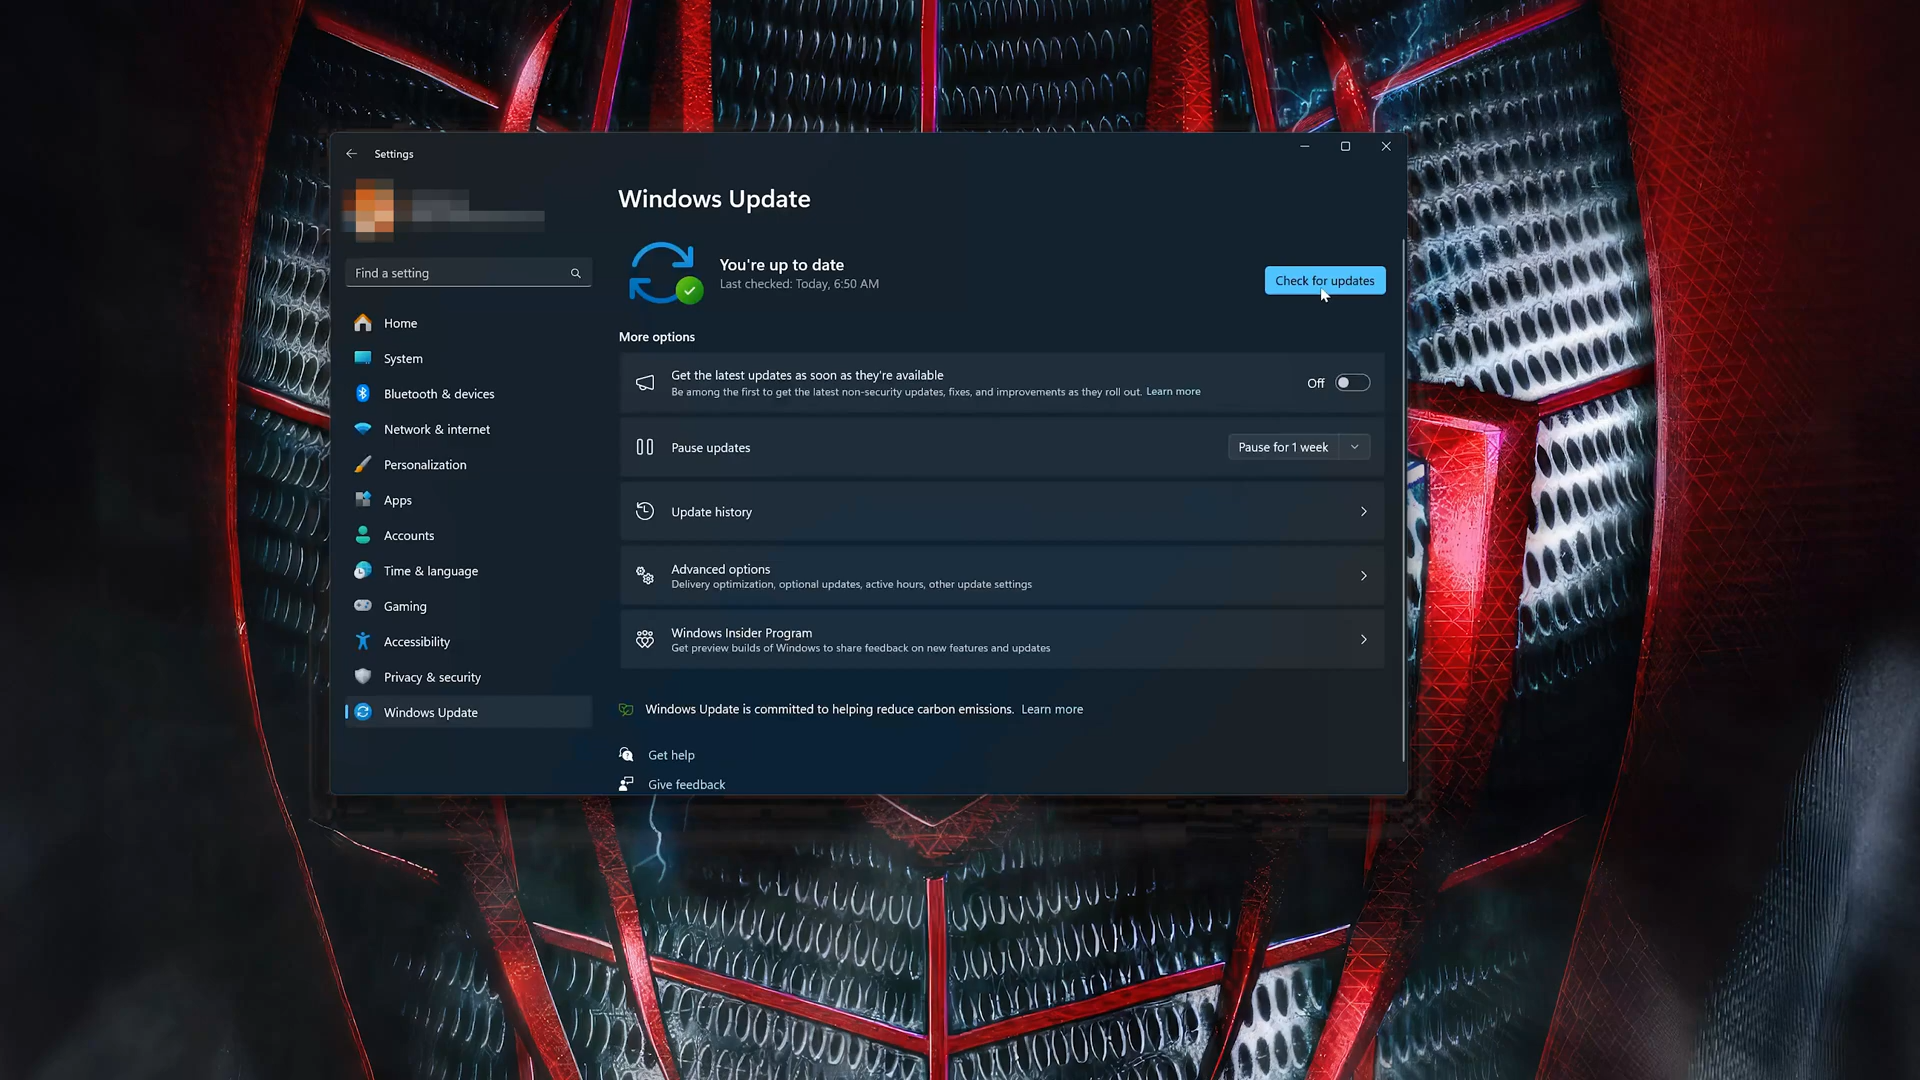 Settings
Find a setting
Home
System
Bluetooth & devices
Network & internet
Personalization
Apps
Accounts
Time & language
Gaming
Accessibility
Privacy & security
Windows Update
Windows Update
You're up to date
Last checked: Today, 6:50 AM
Check for updates
More options
Get the latest updates as soon as they're available
Be among the first to get the latest non-security updates, fixes, and improvements as they roll out. Learn more
Off
Pause updates
Pause for 1 week
Update history
Advanced options
Delivery optimization, optional updates, active hours, other update settings
Windows Insider Program
Get preview builds of Windows to share feedback on new features and updates
Windows Update is committed to helping reduce carbon emissions. Learn more
Get help
Give feedback